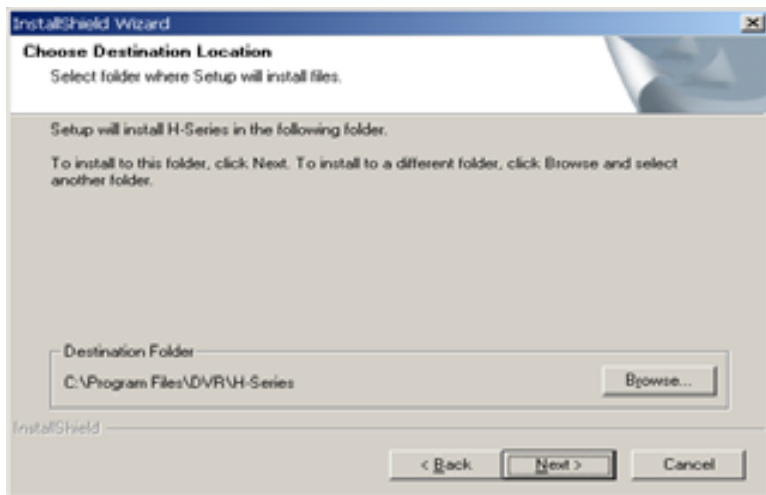 InstallShield Wizard
Choose Destination Location
Select folder where Setup will install files.
Setup will install H-Series in the following folder.
To install to this folder, click Next. To install to a different folder, click Browse and select
another folder.
Destination Folder
C:\Program Files\DVR\H-Series
Browse...
InstallShield
< Back
Next >
Cancel